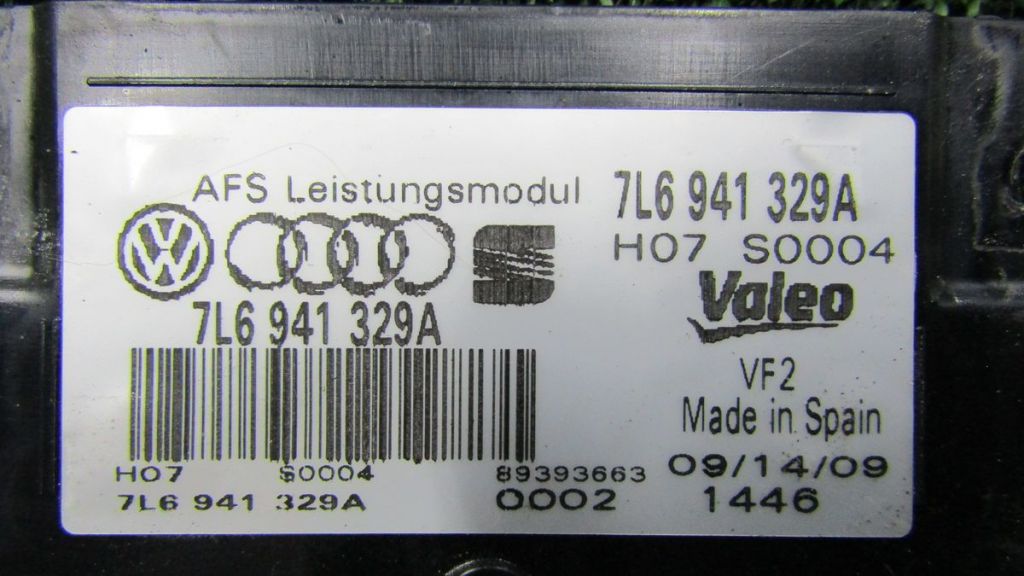 AFS Leistungsmodul
7L6 941 329A
H07 S0004
Valeo
7L6 941 329A
VF2
Made in Spain
H07 S0004 89393663
09/14/09
7L6 941 329A 0002
1446